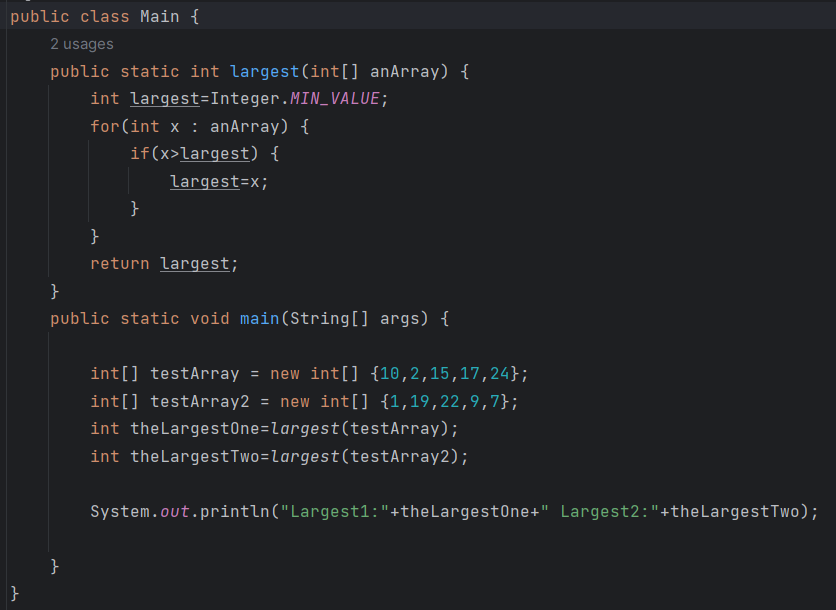 public class Main {
2 usages
public static int largest(int[] anArray) {
int largest=Integer.MIN_VALUE;
for(int x : anArray) {
if(x>largest) {
largest=x;
}
}
return largest;
}
public static void main(String[] args) {
int[] testArray = new int[] {10,2,15,17,24};
int[] testArray2 = new int[] {1,19,22,9,7};
int theLargestOne=largest(testArray);
int theLargestTwo=largest(testArray2);
System.out.println("Largest1:"+theLargestOne+" Largest2:"+theLargestTwo);
}
}